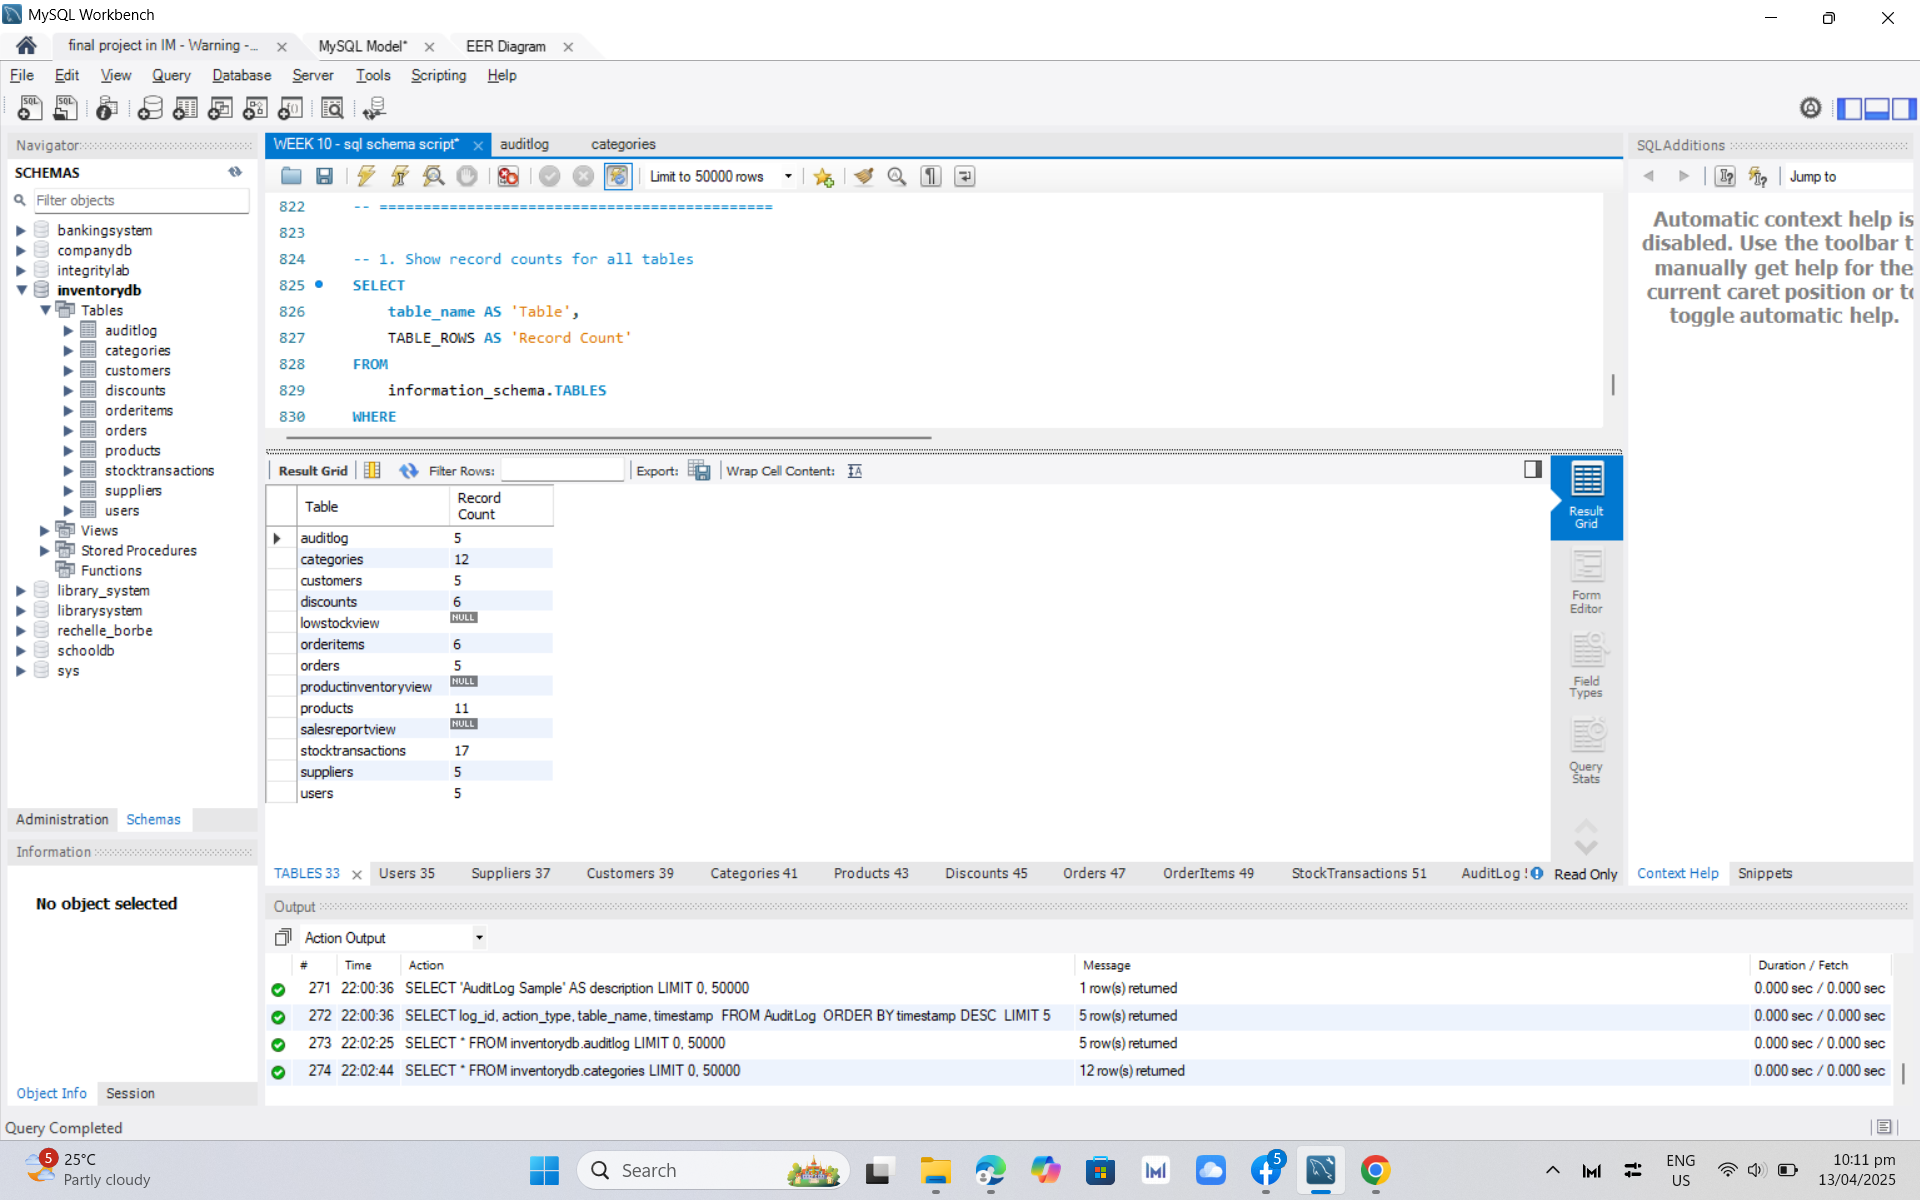 MySQL Workbench
final project in IM - Warning -...
MySQL Model*
EER Diagram
File Edit View Query Database Server Tools Scripting Help
Navigator
SCHEMAS
Filter objects
bankingsystem
companydb
integritylab
inventorydb
Tables
auditlog
categories
customers
discounts
orderitems
orders
products
stocktransactions
suppliers
users
Views
Stored Procedures
Functions
library_system
librarysystem
rechelle_borbe
schooldb
sys
Administration Schemas
Information
No object selected
Object Info Session
Query Completed
WEEK 10 - sql schema script* auditlog categories
Limit to 50000 rows
822 -- =============================================
823
824 -- 1. Show record counts for all tables
825 SELECT
826 table_name AS 'Table',
827 TABLE_ROWS AS 'Record Count'
828 FROM
829 information_schema.TABLES
830 WHERE
Result Grid Filter Rows: Export: Wrap Cell Content:
Table Record Count
auditlog 5
categories 12
customers 5
discounts 6
lowstockview NULL
orderitems 6
orders 5
productinventoryview NULL
products 11
salesreportview NULL
stocktransactions 17
suppliers 5
users 5
Result Grid
Form Editor
Field Types
Query Stats
TABLES 33 Users 35 Suppliers 37 Customers 39 Categories 41 Products 43 Discounts 45 Orders 47 OrderItems 49 StockTransactions 51 AuditLog Read Only
Output
Action Output
# Time Action Message Duration / Fetch
271 22:00:36 SELECT 'AuditLog Sample' AS description LIMIT 0, 50000 1 row(s) returned 0.000 sec / 0.000 sec
272 22:00:36 SELECT log_id, action_type, table_name, timestamp FROM AuditLog ORDER BY timestamp DESC LIMIT 5 5 row(s) returned 0.000 sec / 0.000 sec
273 22:02:25 SELECT * FROM inventorydb.auditlog LIMIT 0, 50000 5 row(s) returned 0.000 sec / 0.000 sec
274 22:02:44 SELECT * FROM inventorydb.categories LIMIT 0, 50000 12 row(s) returned 0.000 sec / 0.000 sec
SQLAdditions
Jump to
Automatic context help is
disabled. Use the toolbar t
manually get help for the
current caret position or to
toggle automatic help.
Context Help Snippets
5
25°C
Partly cloudy
Search
5
ENG
US
10:11 pm
13/04/2025